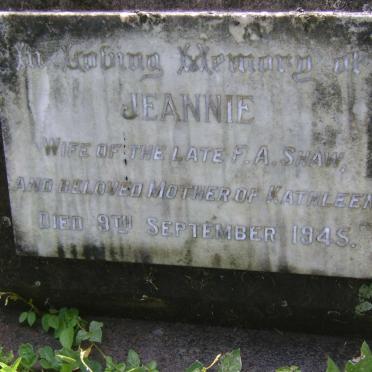 In Loving Memory of
JEANNIE
WIFE OF THE LATE F. A. SHAW,
AND BELOVED MOTHER OF KATHLEEN
DIED 9TH SEPTEMBER 1945.